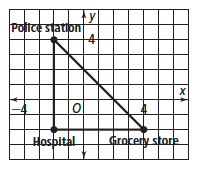 y
Police station
4
x
-4 O 4
Hospital Grocery store